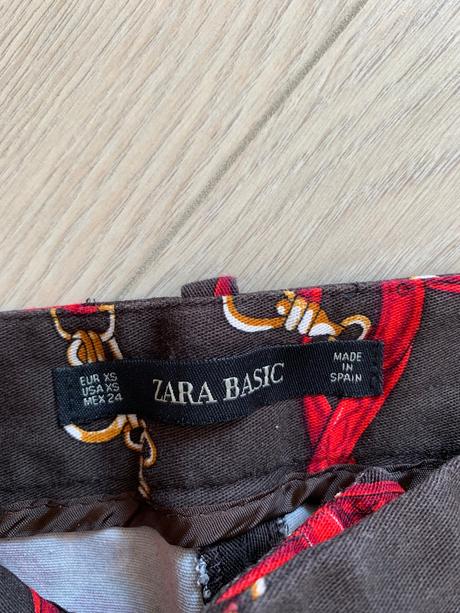 EUR XS
USA XS
MEX 24
ZARA BASIC
MADE
IN
SPAIN